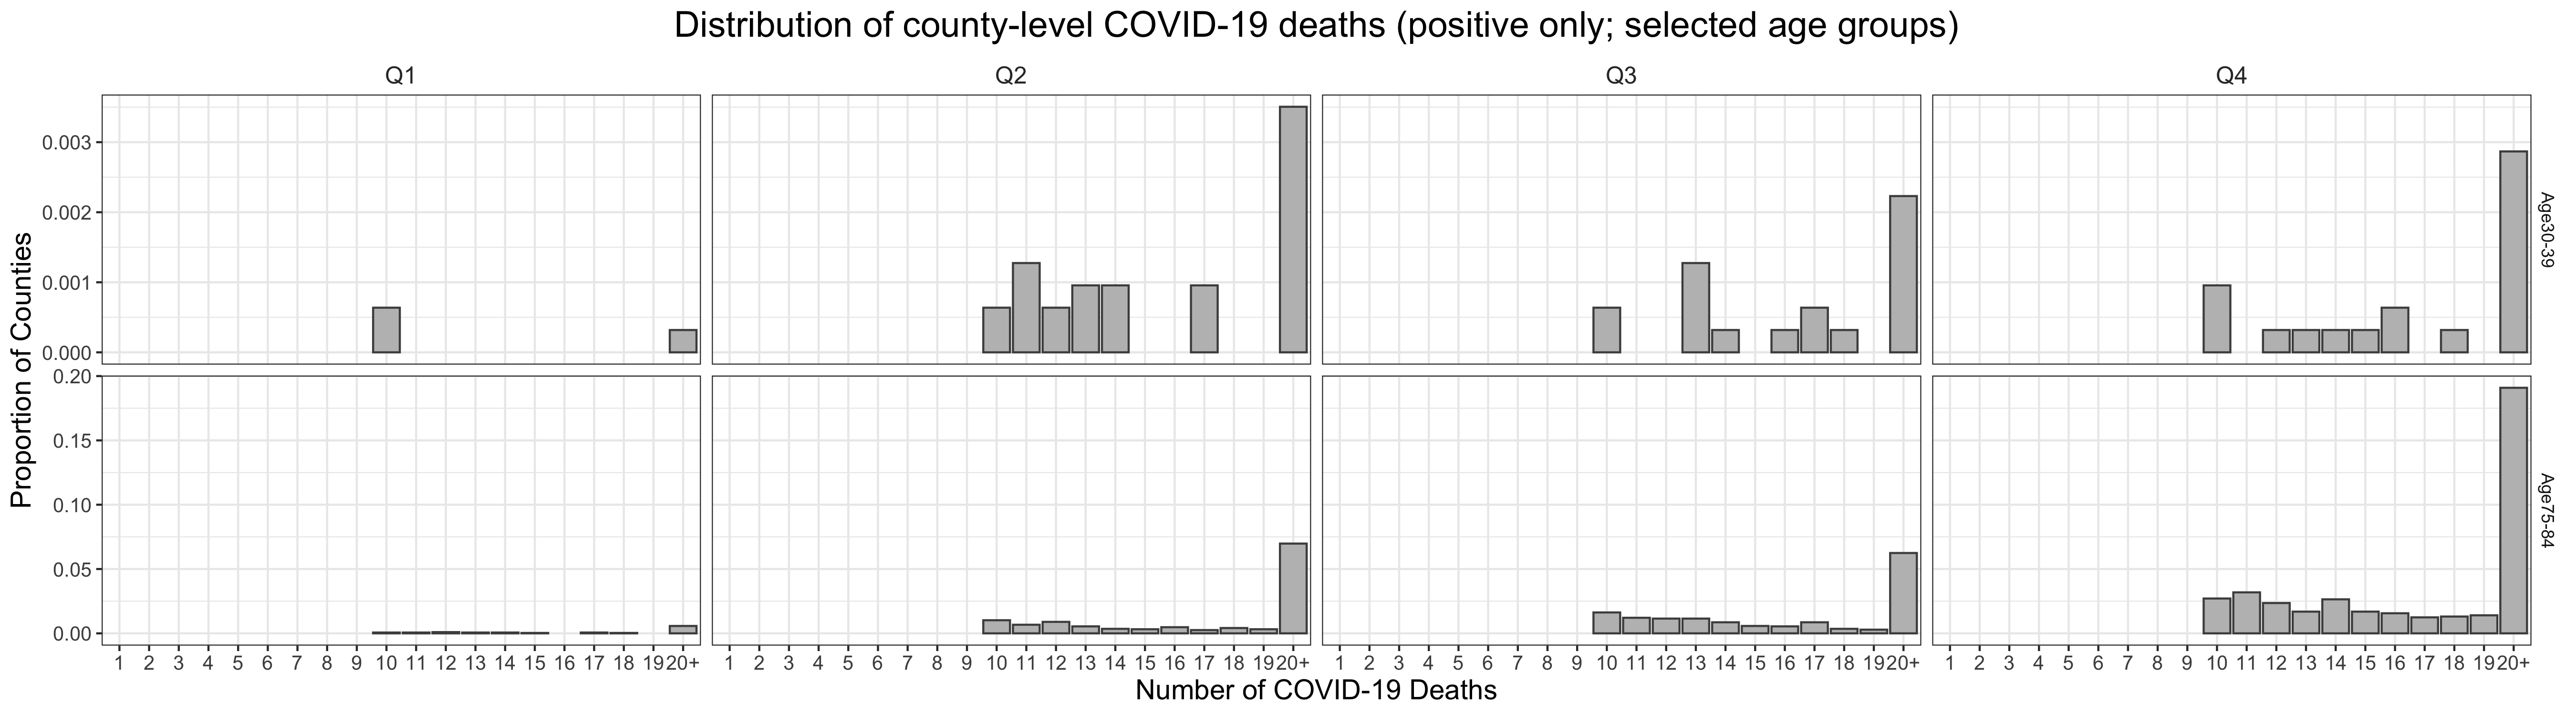 Distribution of county-level COVID-19 deaths (positive only; selected age groups)
Q1 Q2 Q3 Q4
Proportion of Counties
0.003
0.002
0.001
0.000
Age30-39
0.20
0.15
0.10
0.05
0.00
Age75-84
1 2 3 4 5 6 7 8 9 10 11 12 13 14 15 16 17 18 19 20+ 1 2 3 4 5 6 7 8 9 10 11 12 13 14 15 16 17 18 19 20+ 1 2 3 4 5 6 7 8 9 10 11 12 13 14 15 16 17 18 19 20+ 1 2 3 4 5 6 7 8 9 10 11 12 13 14 15 16 17 18 19 20+
Number of COVID-19 Deaths